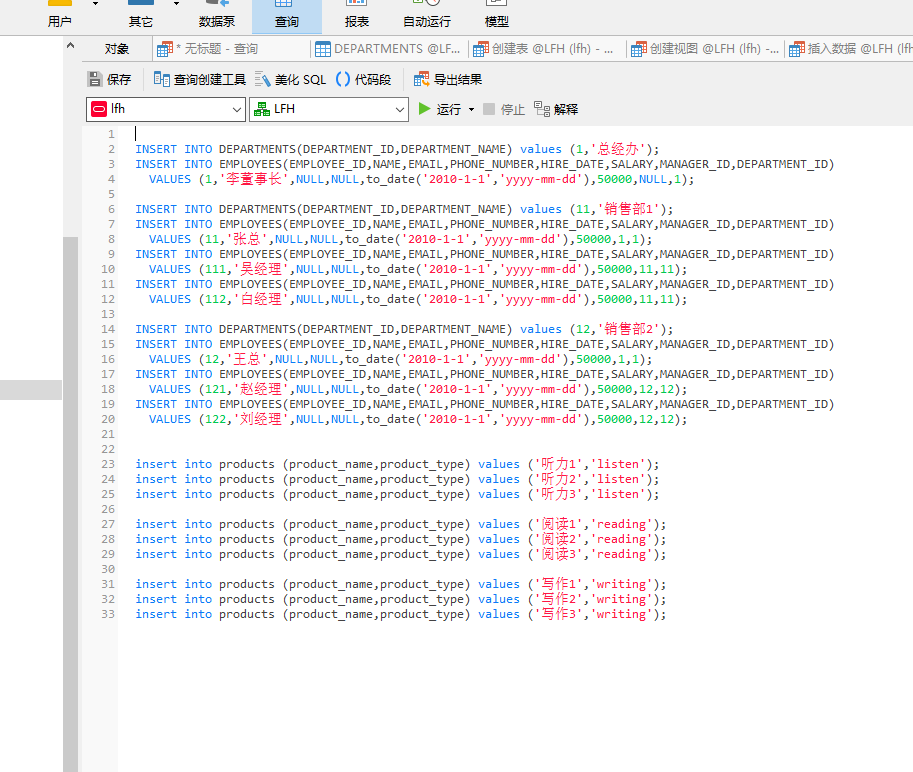 用户 其它 数据泵 查询 报表 自动运行 模型
对象 * 无标题 - 查询 DEPARTMENTS @LF... 创建表 @LFH (lfh) - ... 创建视图 @LFH (lfh) -... 插入数据 @LFH (lfh
保存 查询创建工具 美化 SQL 代码段 导出结果
lfh LFH 运行 停止 解释
1
2 INSERT INTO DEPARTMENTS(DEPARTMENT_ID,DEPARTMENT_NAME) values (1,'总经办');
3 INSERT INTO EMPLOYEES(EMPLOYEE_ID,NAME,EMAIL,PHONE_NUMBER,HIRE_DATE,SALARY,MANAGER_ID,DEPARTMENT_ID)
4 VALUES (1,'李董事长',NULL,NULL,to_date('2010-1-1','yyyy-mm-dd'),50000,NULL,1);
5
6 INSERT INTO DEPARTMENTS(DEPARTMENT_ID,DEPARTMENT_NAME) values (11,'销售部1');
7 INSERT INTO EMPLOYEES(EMPLOYEE_ID,NAME,EMAIL,PHONE_NUMBER,HIRE_DATE,SALARY,MANAGER_ID,DEPARTMENT_ID)
8 VALUES (11,'张总',NULL,NULL,to_date('2010-1-1','yyyy-mm-dd'),50000,1,1);
9 INSERT INTO EMPLOYEES(EMPLOYEE_ID,NAME,EMAIL,PHONE_NUMBER,HIRE_DATE,SALARY,MANAGER_ID,DEPARTMENT_ID)
10 VALUES (111,'吴经理',NULL,NULL,to_date('2010-1-1','yyyy-mm-dd'),50000,11,11);
11 INSERT INTO EMPLOYEES(EMPLOYEE_ID,NAME,EMAIL,PHONE_NUMBER,HIRE_DATE,SALARY,MANAGER_ID,DEPARTMENT_ID)
12 VALUES (112,'白经理',NULL,NULL,to_date('2010-1-1','yyyy-mm-dd'),50000,11,11);
13
14 INSERT INTO DEPARTMENTS(DEPARTMENT_ID,DEPARTMENT_NAME) values (12,'销售部2');
15 INSERT INTO EMPLOYEES(EMPLOYEE_ID,NAME,EMAIL,PHONE_NUMBER,HIRE_DATE,SALARY,MANAGER_ID,DEPARTMENT_ID)
16 VALUES (12,'王总',NULL,NULL,to_date('2010-1-1','yyyy-mm-dd'),50000,1,1);
17 INSERT INTO EMPLOYEES(EMPLOYEE_ID,NAME,EMAIL,PHONE_NUMBER,HIRE_DATE,SALARY,MANAGER_ID,DEPARTMENT_ID)
18 VALUES (121,'赵经理',NULL,NULL,to_date('2010-1-1','yyyy-mm-dd'),50000,12,12);
19 INSERT INTO EMPLOYEES(EMPLOYEE_ID,NAME,EMAIL,PHONE_NUMBER,HIRE_DATE,SALARY,MANAGER_ID,DEPARTMENT_ID)
20 VALUES (122,'刘经理',NULL,NULL,to_date('2010-1-1','yyyy-mm-dd'),50000,12,12);
21
22
23 insert into products (product_name,product_type) values ('听力1','listen');
24 insert into products (product_name,product_type) values ('听力2','listen');
25 insert into products (product_name,product_type) values ('听力3','listen');
26
27 insert into products (product_name,product_type) values ('阅读1','reading');
28 insert into products (product_name,product_type) values ('阅读2','reading');
29 insert into products (product_name,product_type) values ('阅读3','reading');
30
31 insert into products (product_name,product_type) values ('写作1','writing');
32 insert into products (product_name,product_type) values ('写作2','writing');
33 insert into products (product_name,product_type) values ('写作3','writing');